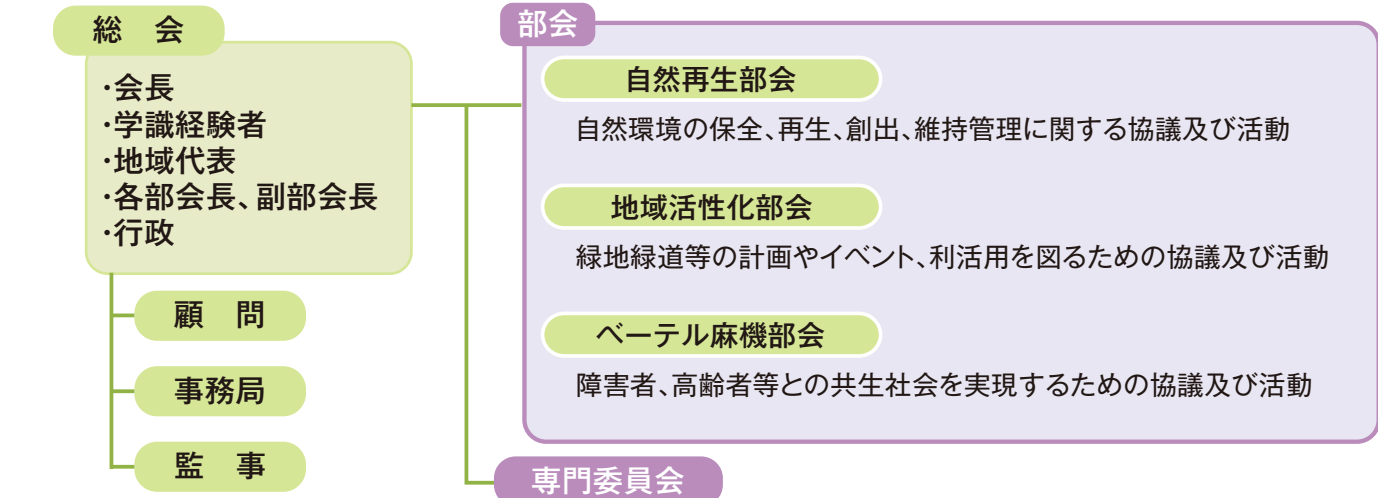 総　会
・会長
・学識経験者
・地域代表
・各部会長、副部会長
・行政
顧　問
事務局
監　事
部会
自然再生部会
自然環境の保全、再生、創出、維持管理に関する協議及び活動
地域活性化部会
緑地緑道等の計画やイベント、利活用を図るための協議及び活動
ベーテル麻機部会
障害者、高齢者等との共生社会を実現するための協議及び活動
専門委員会